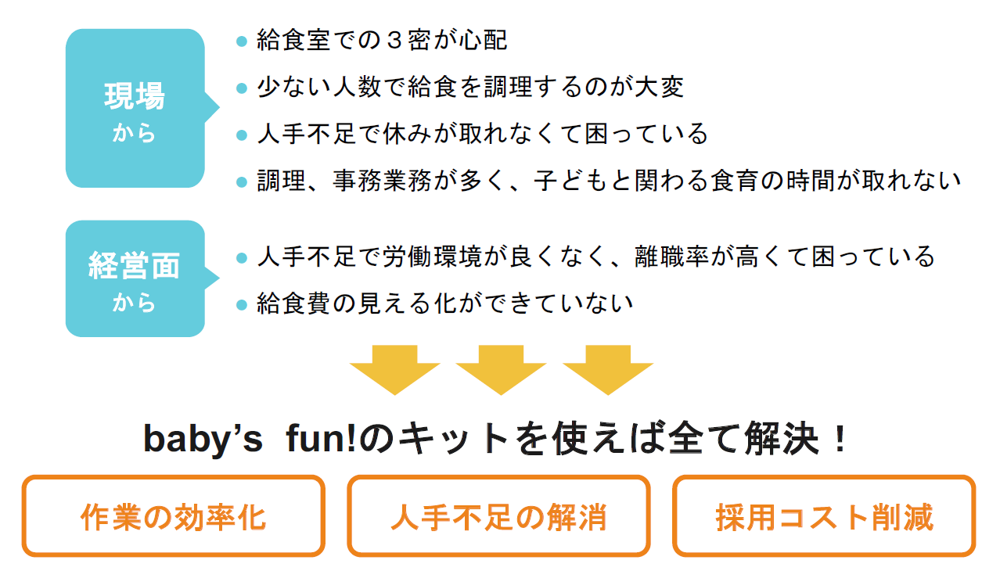 現場
から
給食室での３密が心配
少ない人数で給食を調理するのが大変
人手不足で休みが取れなくて困っている
調理、事務業務が多く、子どもと関わる食育の時間が取れない
経営面
から
人手不足で労働環境が良くなく、離職率が高くて困っている
給食費の見える化ができていない
baby’s fun!のキットを使えば全て解決！
作業の効率化
人手不足の解消
採用コスト削減